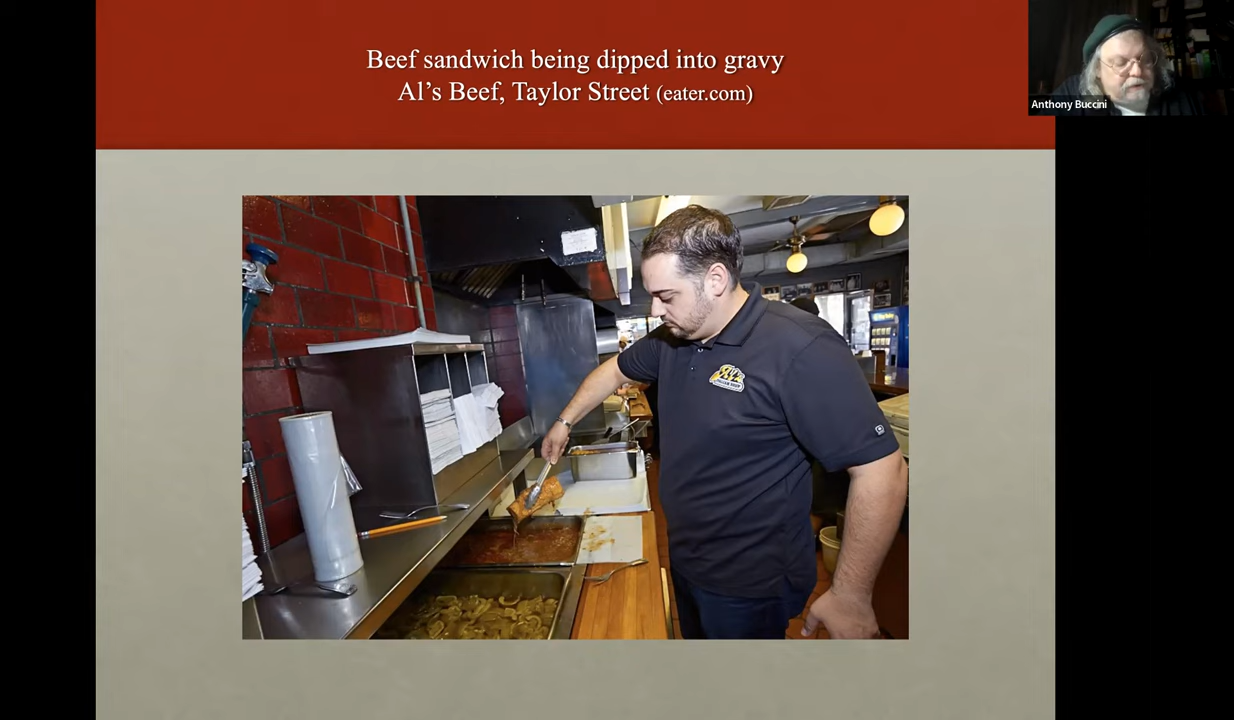 Beef sandwich being dipped into gravy
Al’s Beef, Taylor Street (eater.com)
Anthony Buccini